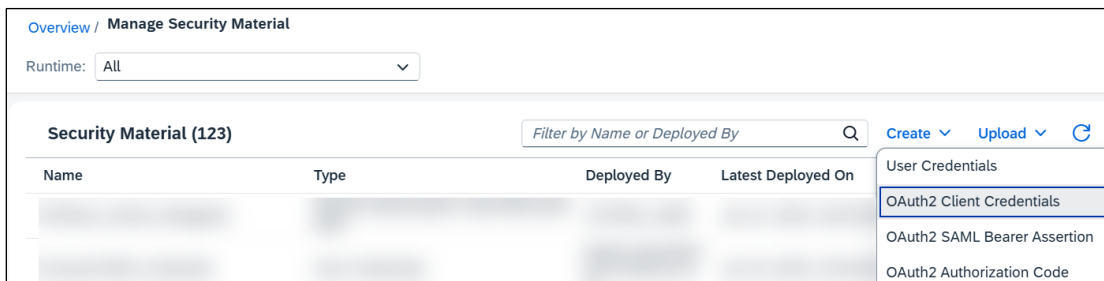 Overview / Manage Security Material
Runtime: All
Security Material (123)
Filter by Name or Deployed By
Create
Upload
Name
Type
Deployed By
Latest Deployed On
User Credentials
OAuth2 Client Credentials
OAuth2 SAML Bearer Assertion
OAuth2 Authorization Code